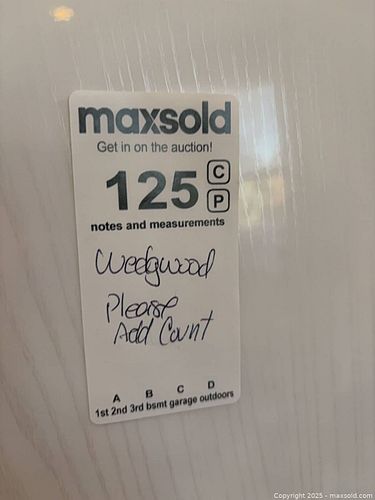 maxsold
Get in on the auction!
125 C
P
notes and measurements
Wedgwood
Please
Add Count
A B C D
1st 2nd 3rd bsmt garage outdoors
Copyright © 2025 - maxsold.com